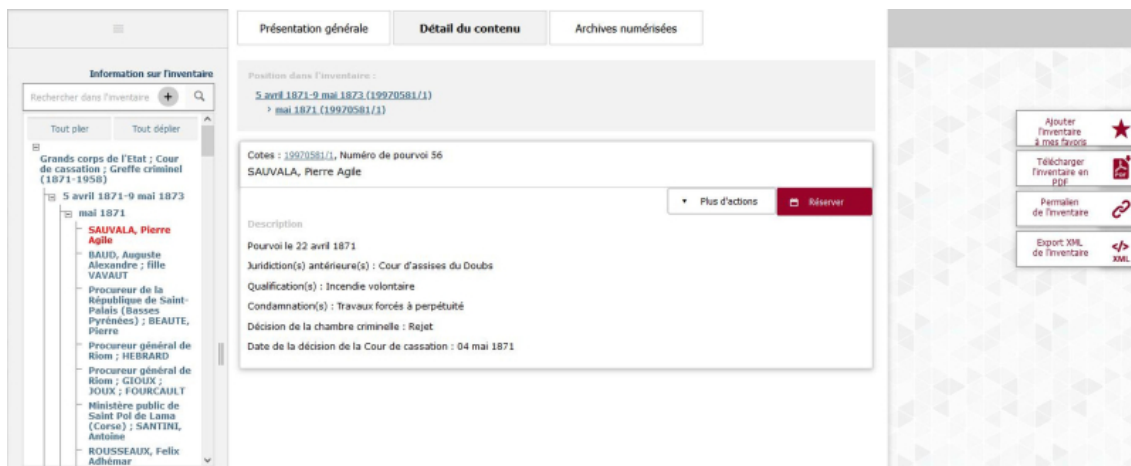 Présentation générale
Détail du contenu
Archives numérisées
Information sur l'inventaire
Rechercher dans l'inventaire
Tout plier
Tout déplier
Grands corps de l'Etat ; Cour
de cassation ; Greffe criminel
(1871-1958)
5 avril 1871-9 mai 1873
mai 1871
SAUVALA, Pierre
Agile
BAUD, Auguste
Alexandre ; fille
VAVAUT
Procureur de la
République de Saint-
Palais (Basses
Pyrénées) ; BEAUTE,
Pierre
Procureur général de
Riom ; HEBRARD
Procureur général de
Riom ; GIOUX ;
JOUX ; FOURCAULT
Ministère public de
Saint Pol de Lama
(Corse) ; SANTINI,
Antoine
ROUSSEAUX, Felix
Adhémar
Position dans l'inventaire :
5 avril 1871-9 mai 1873 (19970581/1)
› mai 1871 (19970581/1)
Cotes : 19970581/1, Numéro de pourvoi 56
SAUVALA, Pierre Agile
Plus d'actions
Réserver
Description
Pourvoi le 22 avril 1871
Juridiction(s) antérieure(s) : Cour d'assises du Doubs
Qualification(s) : Incendie volontaire
Condamnation(s) : Travaux forcés à perpétuité
Décision de la chambre criminelle : Rejet
Date de la décision de la Cour de cassation : 04 mai 1871
Ajouter
l'inventaire
à mes favoris
Télécharger
l'inventaire en
PDF
PDF
Permalien
de l'inventaire
Export XML
de l'inventaire
XML